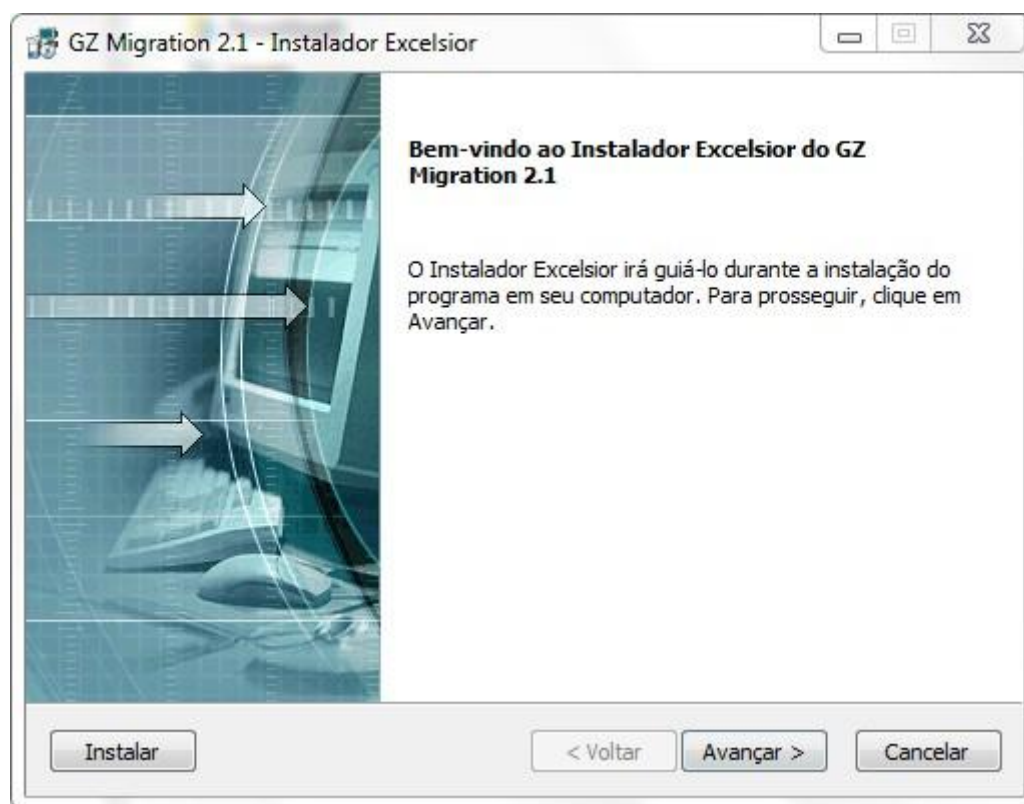 GZ Migration 2.1 - Instalador Excelsior
Bem-vindo ao Instalador Excelsior do GZ
Migration 2.1
O Instalador Excelsior irá guiá-lo durante a instalação do
programa em seu computador. Para prosseguir, clique em
Avançar.
Instalar
< Voltar
Avançar >
Cancelar